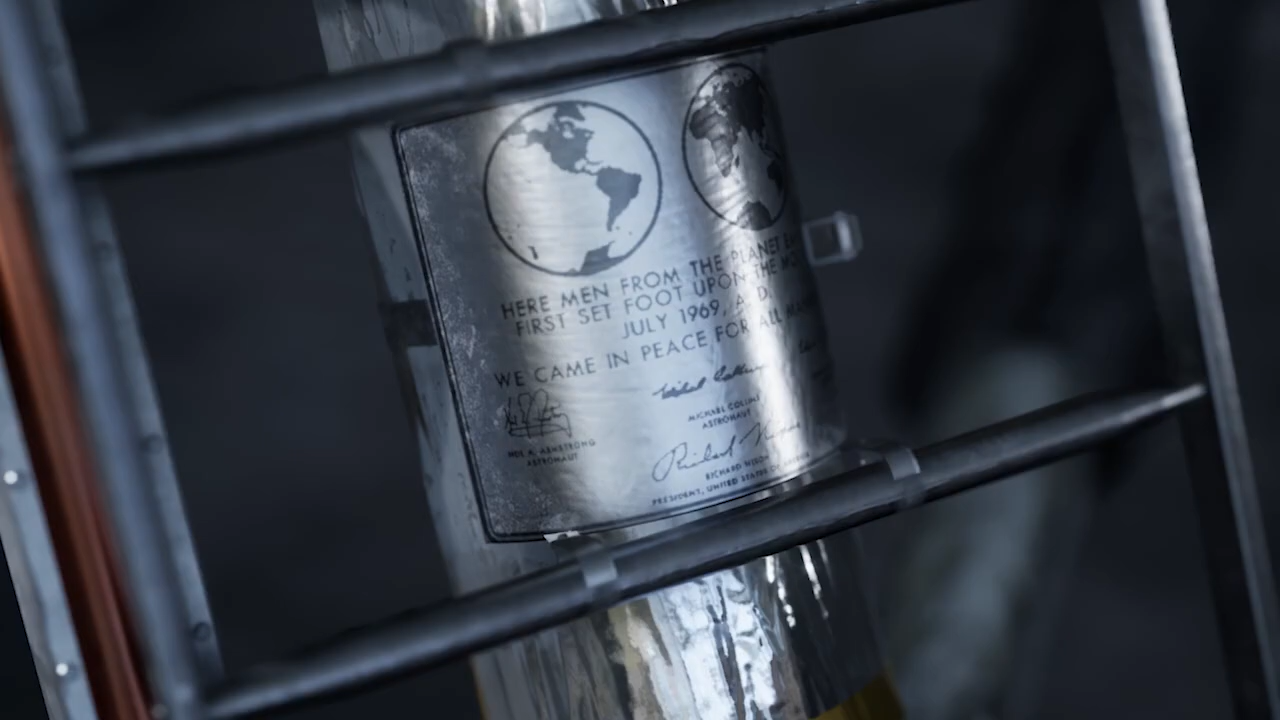 HERE MEN FROM THE PLANET
FIRST SET FOOT UPON THE
JULY 1969, A. D.
WE CAME IN PEACE FOR ALL
NEIL A. ARMSTRONG
ASTRONAUT
MICHAEL COLLINS
ASTRONAUT
RICHARD NIXON
PRESIDENT, UNITED STATES OF AMERICA